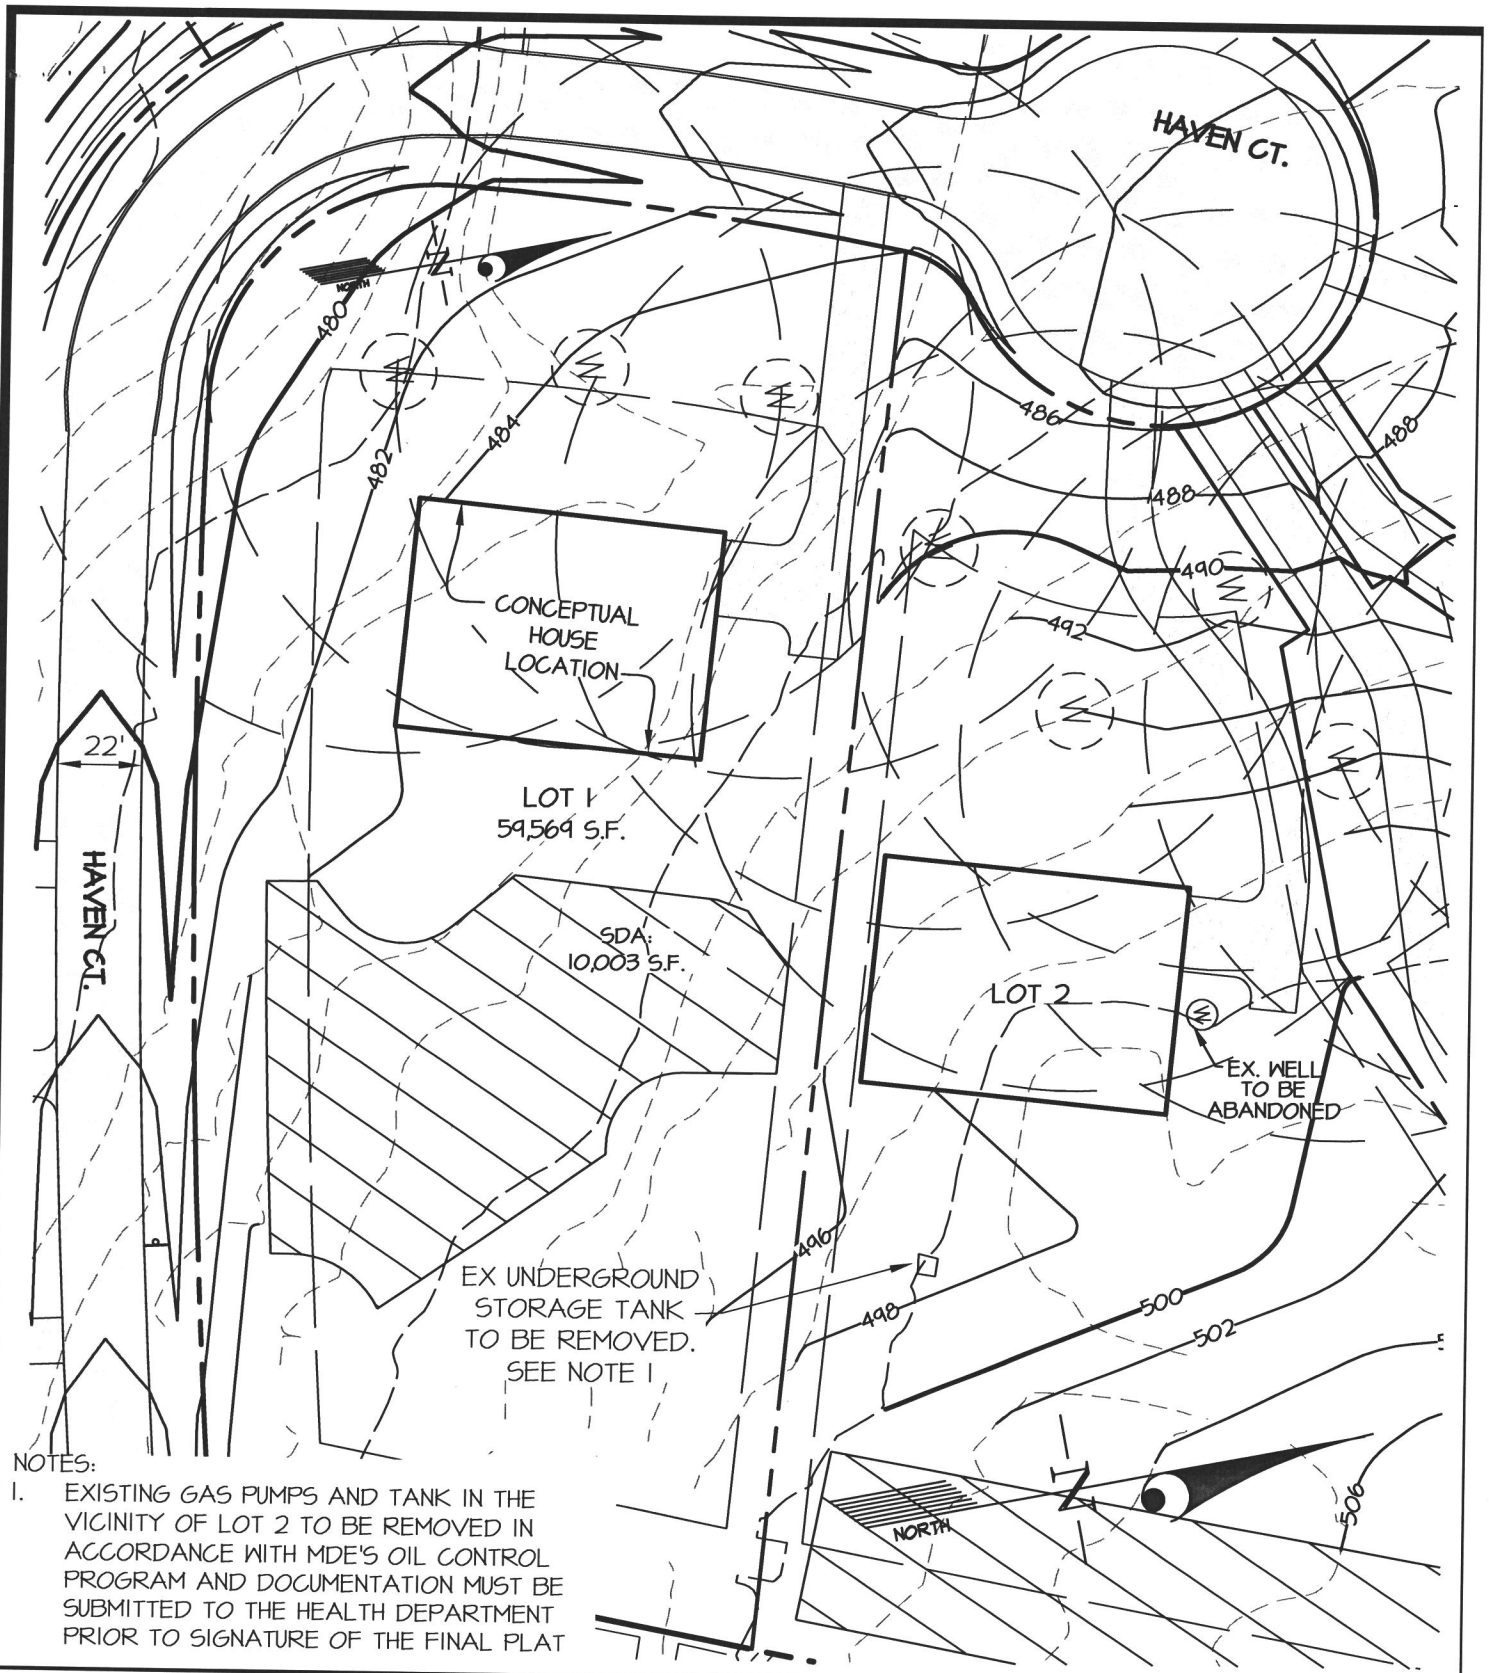 HAVEN CT.
N
NORTH
480
W
W
W
486
488
484
482
488
W
490
W
492
CONCEPTUAL
HOUSE
LOCATION
W
22'
W
LOT 1
59,569 S.F.
HAVEN CT.
SDA:
10,003 S.F.
LOT 2
W
EX. WELL
TO BE
ABANDONED
496
EX UNDERGROUND
STORAGE TANK
TO BE REMOVED.
SEE NOTE 1
498
500
502
N
506
NORTH
NOTES:
1. EXISTING GAS PUMPS AND TANK IN THE
VICINITY OF LOT 2 TO BE REMOVED IN
ACCORDANCE WITH MDE'S OIL CONTROL
PROGRAM AND DOCUMENTATION MUST BE
SUBMITTED TO THE HEALTH DEPARTMENT
PRIOR TO SIGNATURE OF THE FINAL PLAT